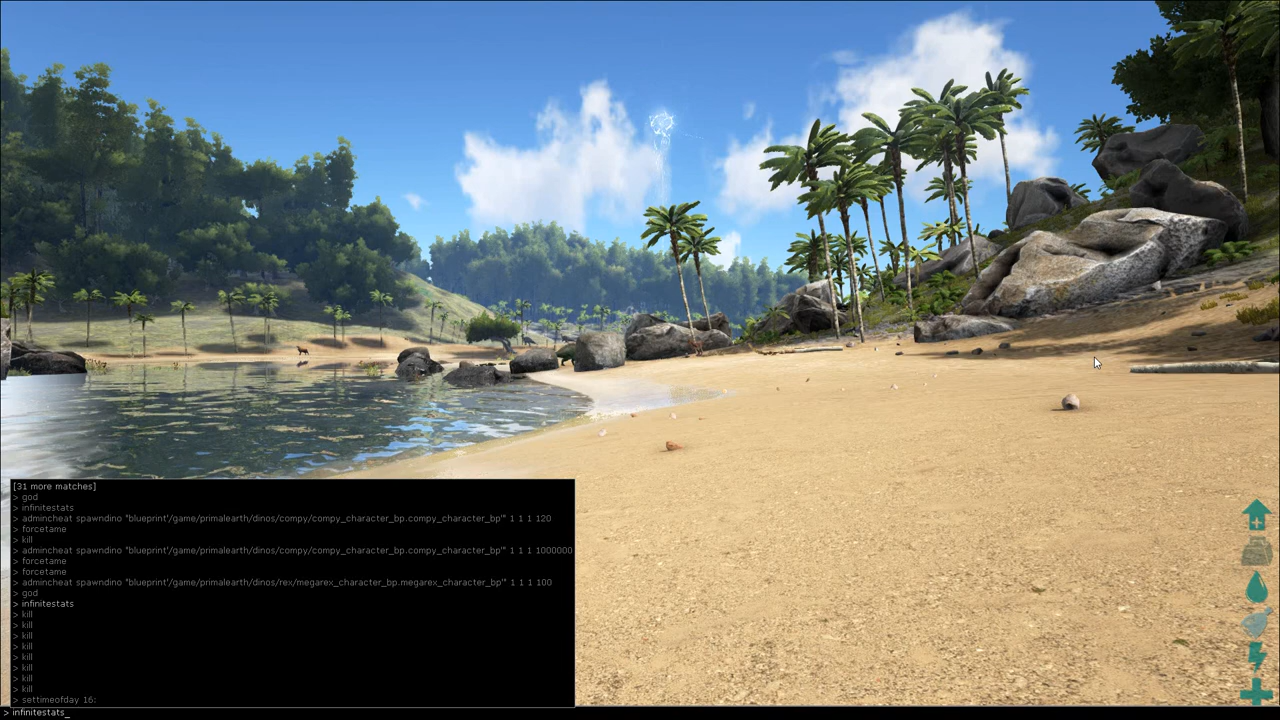 [31 more matches]
> god
> infinitestats
> admincheat spawndino "blueprint'/game/primalearth/dinos/compy/compy_character_bp.compy_character_bp'" 1 1 1 120
> forcetame
> kill
> admincheat spawndino "blueprint'/game/primalearth/dinos/compy/compy_character_bp.compy_character_bp'" 1 1 1 1000000
> forcetame
> forcetame
> admincheat spawndino "blueprint'/game/primalearth/dinos/rex/megarex_character_bp.megarex_character_bp'" 1 1 1 100
> god
> infinitestats
> kill
> kill
> kill
> kill
> kill
> kill
> kill
> kill
> settimeofday 16:
> infinitestats_